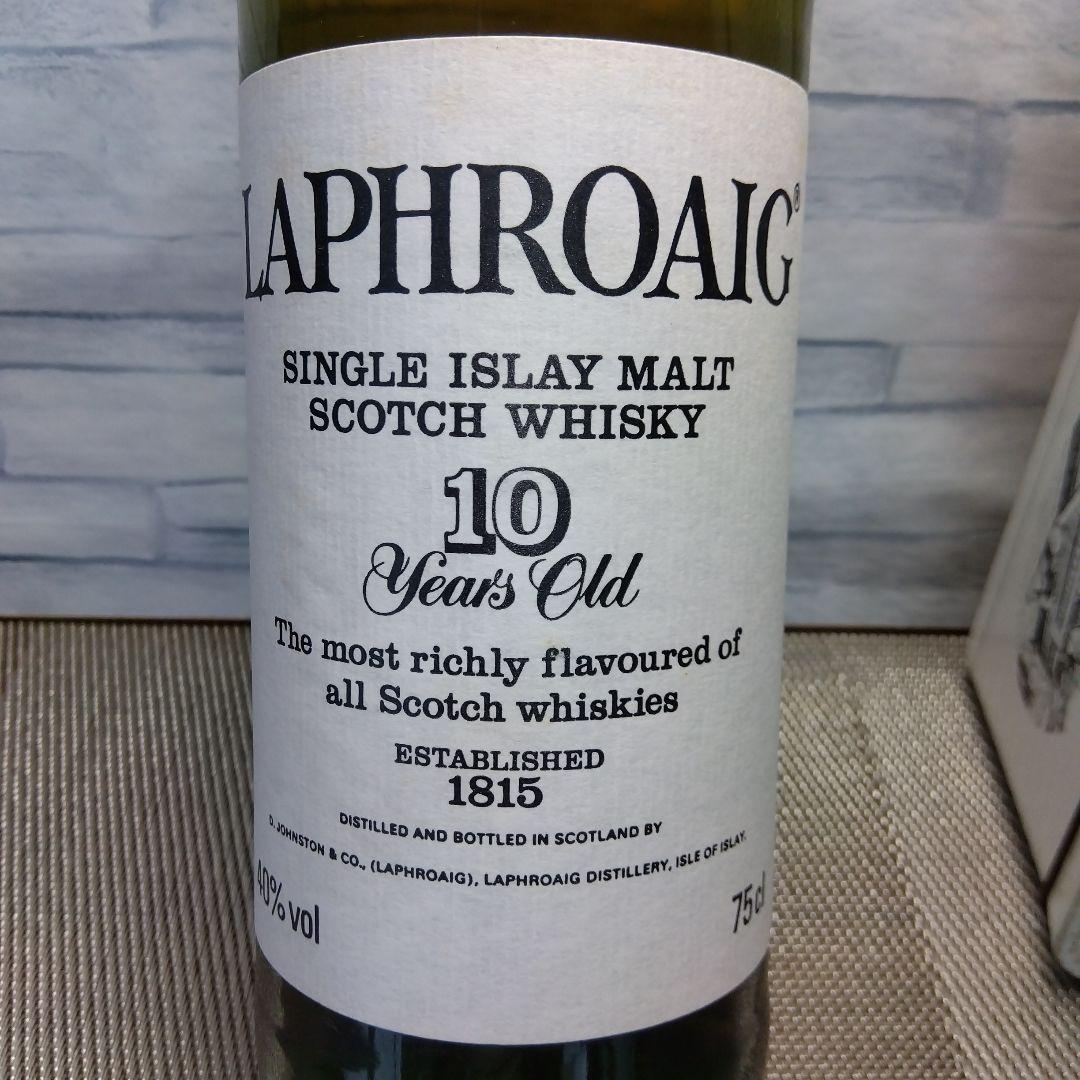 LAPHROAIG®
SINGLE ISLAY MALT
SCOTCH WHISKY
10
Years Old
The most richly flavoured of
all Scotch whiskies
ESTABLISHED
1815
DISTILLED AND BOTTLED IN SCOTLAND BY
D. JOHNSTON & CO., (LAPHROAIG), LAPHROAIG DISTILLERY, ISLE OF ISLAY.
40% vol
75cl